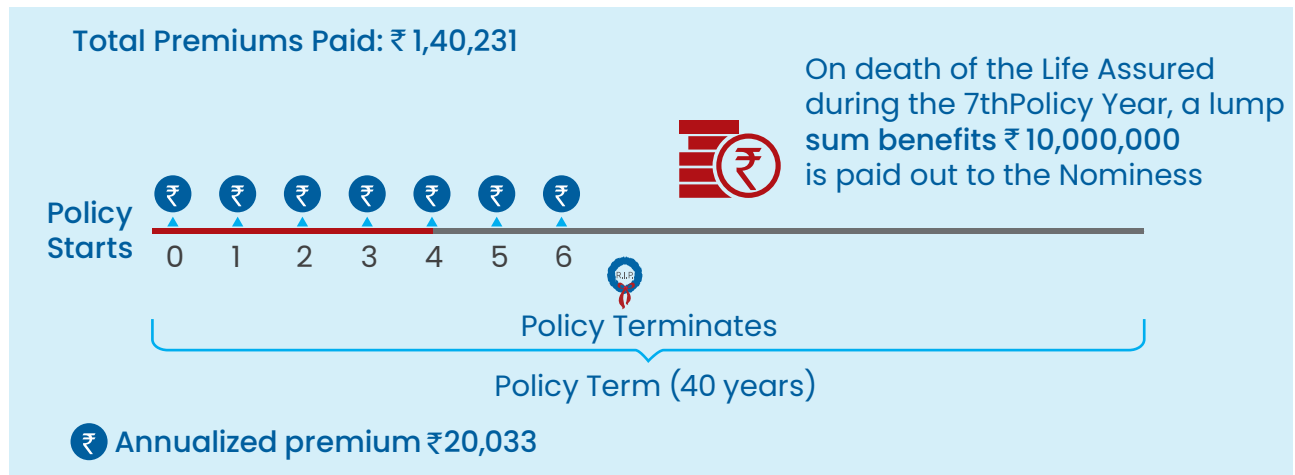 Total Premiums Paid: ₹ 1,40,231
On death of the Life Assured
during the 7thPolicy Year, a lump
sum benefits ₹ 10,000,000
is paid out to the Nominess
₹ ₹ ₹ ₹ ₹ ₹ ₹ ₹
Policy
Starts
0 1 2 3 4 5 6
R.I.P.
Policy Terminates
Policy Term (40 years)
₹ Annualized premium ₹20,033